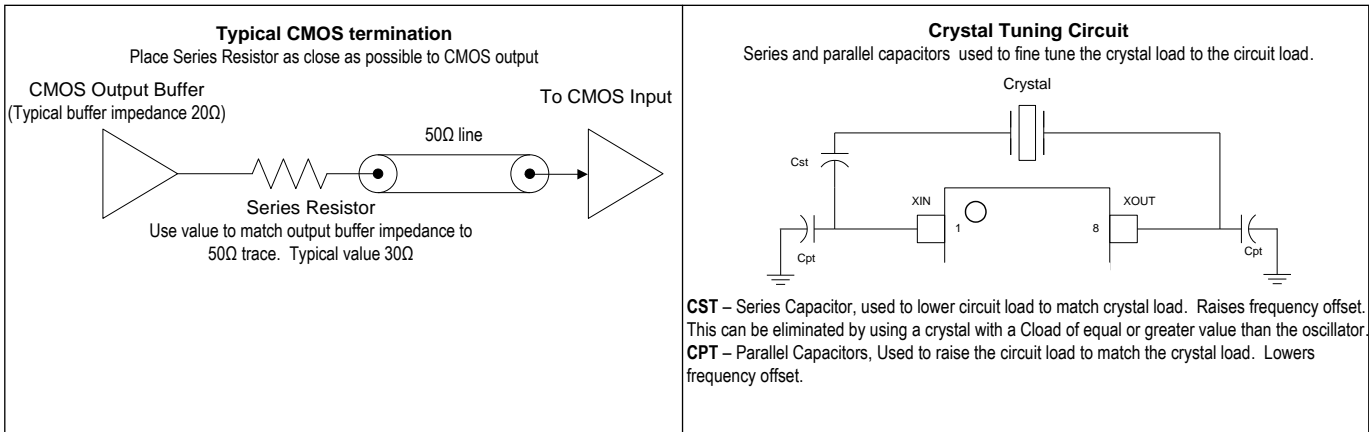 Typical CMOS termination
Place Series Resistor as close as possible to CMOS output
CMOS Output Buffer
(Typical buffer impedance 20Ω)
To CMOS Input
50Ω line
Series Resistor
Use value to match output buffer impedance to
50Ω trace. Typical value 30Ω
Crystal Tuning Circuit
Series and parallel capacitors used to fine tune the crystal load to the circuit load.
Crystal
Cst
XIN
XOUT
1
8
Cpt
Cpt
CST – Series Capacitor, used to lower circuit load to match crystal load. Raises frequency offset.
This can be eliminated by using a crystal with a Cload of equal or greater value than the oscillator.
CPT – Parallel Capacitors, Used to raise the circuit load to match the crystal load. Lowers
frequency offset.